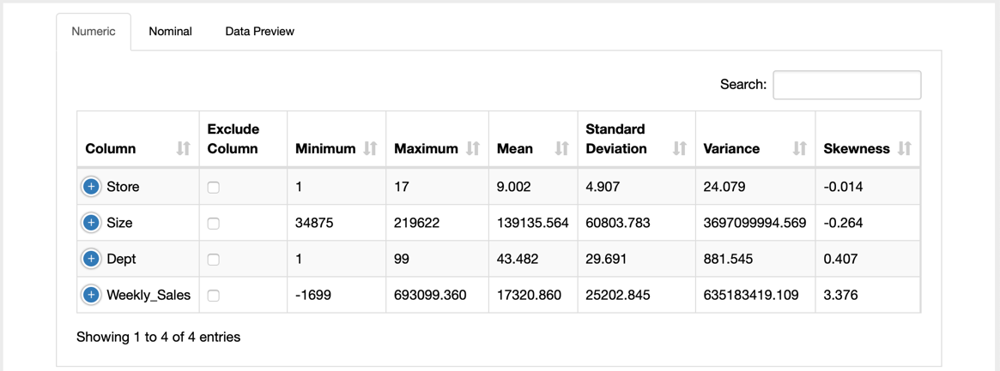 Numeric Nominal Data Preview
Search:
Column Exclude Column Minimum Maximum Mean Standard Deviation Variance Skewness
Store 1 17 9.002 4.907 24.079 -0.014
Size 34875 219622 139135.564 60803.783 3697099994.569 -0.264
Dept 1 99 43.482 29.691 881.545 0.407
Weekly_Sales -1699 693099.360 17320.860 25202.845 635183419.109 3.376
Showing 1 to 4 of 4 entries